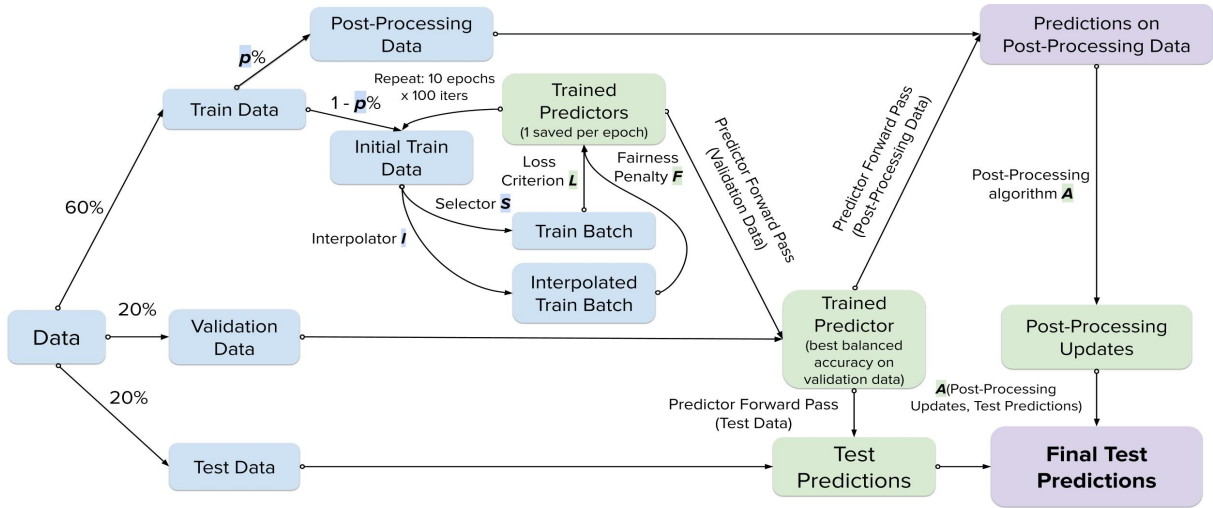 Post-Processing
Data
Predictions on
Post-Processing Data
p%
Train Data
1 - p%
Repeat: 10 epochs
x 100 iters
Trained
Predictors
(1 saved per epoch)
Initial Train
Data
Loss
Criterion L
Fairness
Penalty F
Selector S
Train Batch
Interpolator I
Interpolated
Train Batch
Predictor Forward Pass
(Validation Data)
Predictor Forward Pass
(Post-Processing Data)
Post-Processing
algorithm A
60%
Data
20%
Validation
Data
Trained
Predictor
(best balanced
accuracy on
validation data)
Post-Processing
Updates
20%
Predictor Forward Pass
(Test Data)
A(Post-Processing
Updates, Test Predictions)
Test Data
Test
Predictions
Final Test
Predictions